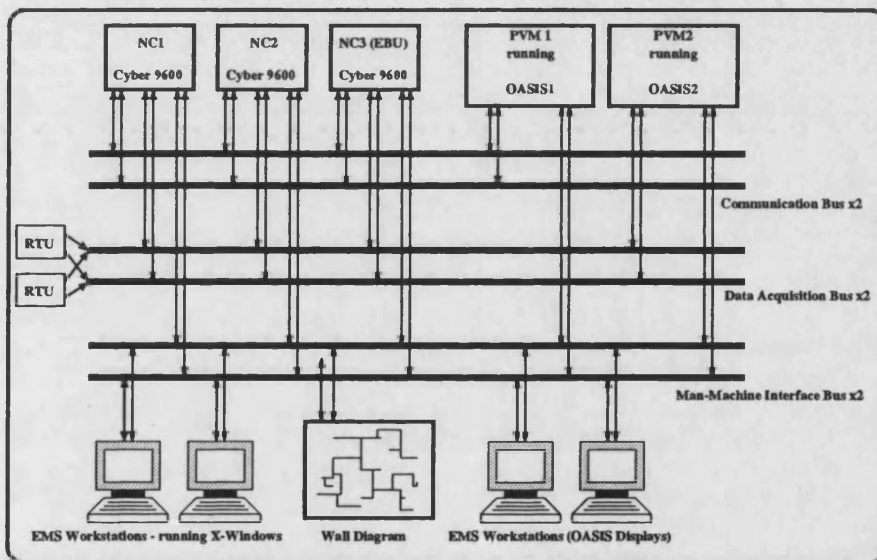 NC1
Cyber 9600
NC2
Cyber 9600
NC3 (EBU)
Cyber 9600
PVM 1
running
OASIS1
PVM2
running
OASIS2
Communication Bus x2
RTU
RTU
Data Acquisition Bus x2
Man-Machine Interface Bus x2
EMS Workstations - running X-Windows
Wall Diagram
EMS Workstations (OASIS Displays)